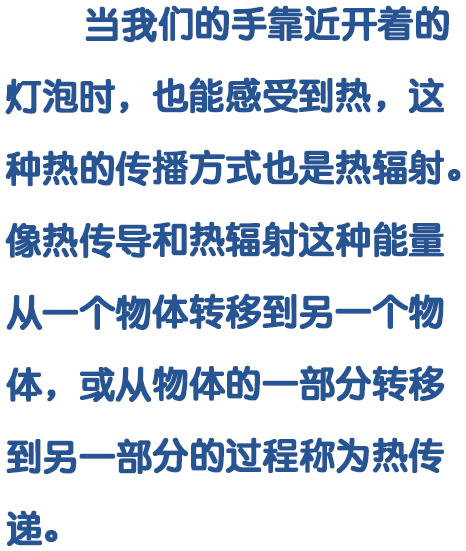 当我们的手靠近开着的
灯泡时，也能感受到热，这
种热的传播方式也是热辐射。
像热传导和热辐射这种能量
从一个物体转移到另一个物
体，或从物体的一部分转移
到另一部分的过程称为热传
递。